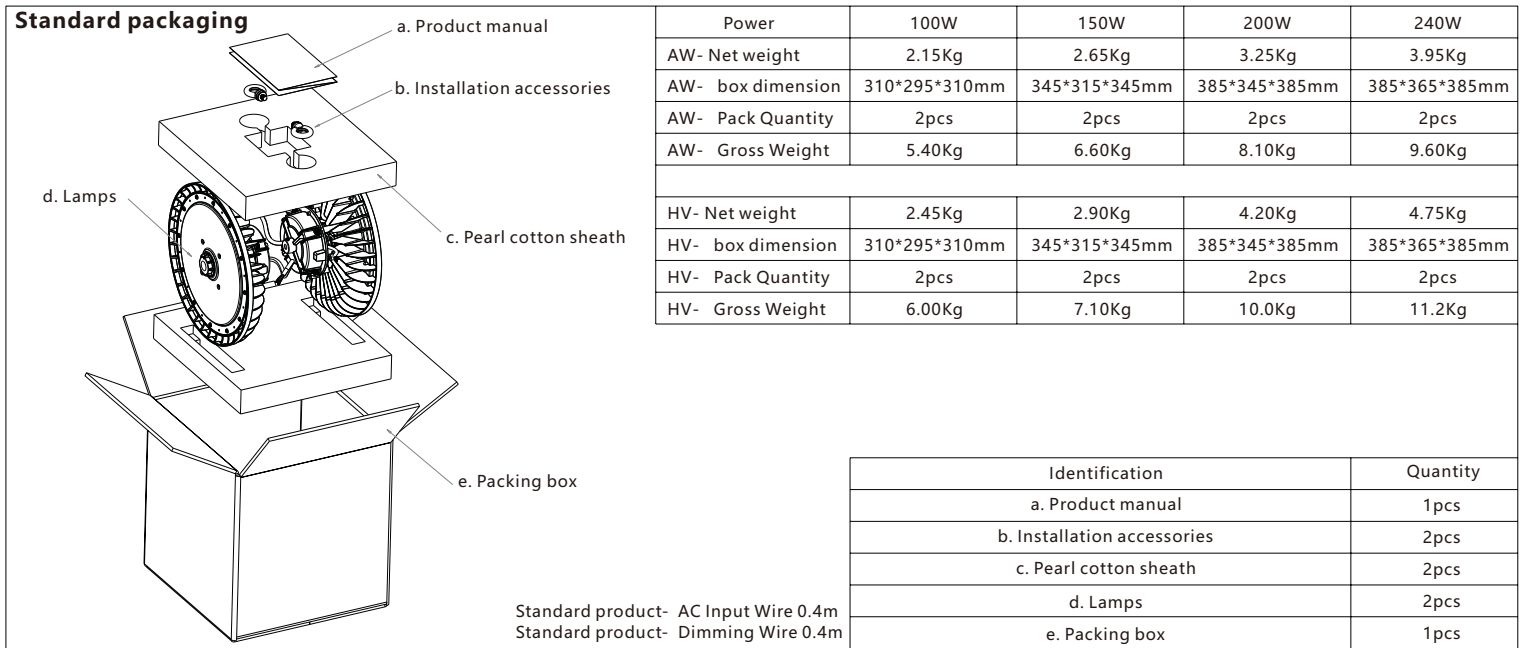 Standard packaging
a. Product manual
b. Installation accessories
d. Lamps
c. Pearl cotton sheath
e. Packing box
Power 100W 150W 200W 240W
AW- Net weight 2.15Kg 2.65Kg 3.25Kg 3.95Kg
AW- box dimension 310*295*310mm 345*315*345mm 385*345*385mm 385*365*385mm
AW- Pack Quantity 2pcs 2pcs 2pcs 2pcs
AW- Gross Weight 5.40Kg 6.60Kg 8.10Kg 9.60Kg
HV- Net weight 2.45Kg 2.90Kg 4.20Kg 4.75Kg
HV- box dimension 310*295*310mm 345*315*345mm 385*345*385mm 385*365*385mm
HV- Pack Quantity 2pcs 2pcs 2pcs 2pcs
HV- Gross Weight 6.00Kg 7.10Kg 10.0Kg 11.2Kg
Identification Quantity
a. Product manual 1pcs
b. Installation accessories 2pcs
c. Pearl cotton sheath 2pcs
d. Lamps 2pcs
e. Packing box 1pcs
Standard product- AC Input Wire 0.4m
Standard product- Dimming Wire 0.4m